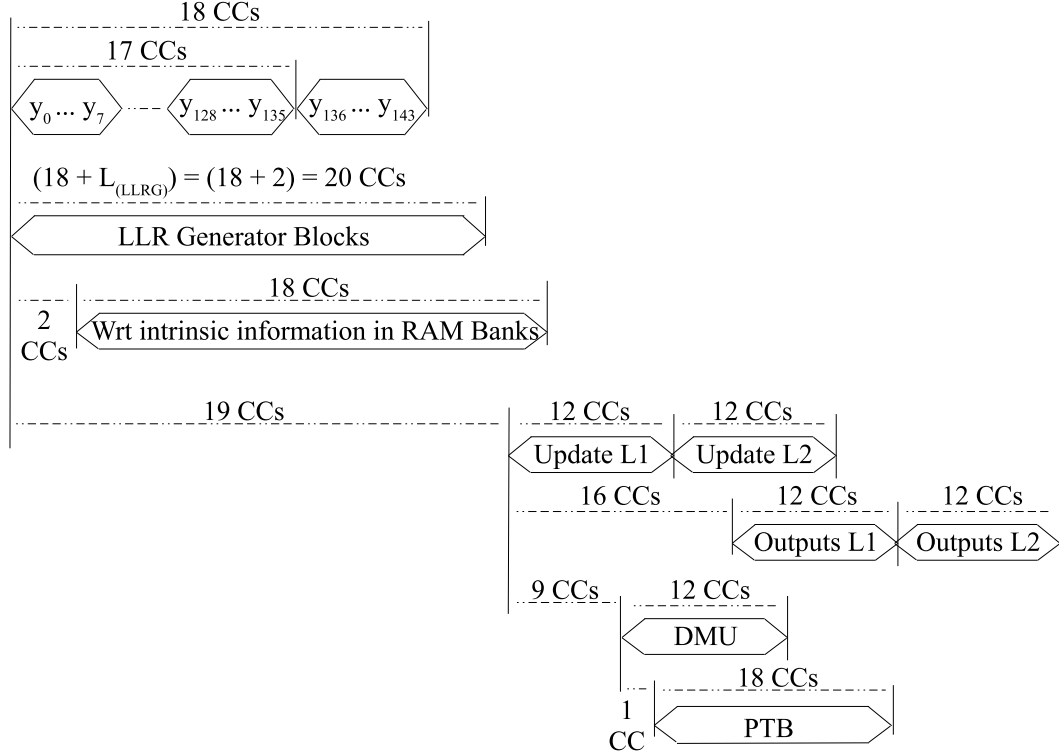 18 CCs
17 CCs
y0 ... y7 y128 ... y135 y136 ... y143
(18 + L(LLRG)) = (18 + 2) = 20 CCs
LLR Generator Blocks
18 CCs
2
CCs
Wrt intrinsic information in RAM Banks
19 CCs 12 CCs 12 CCs
Update L1 Update L2
16 CCs 12 CCs 12 CCs
Outputs L1 Outputs L2
9 CCs 12 CCs
DMU
18 CCs
1
CC
PTB